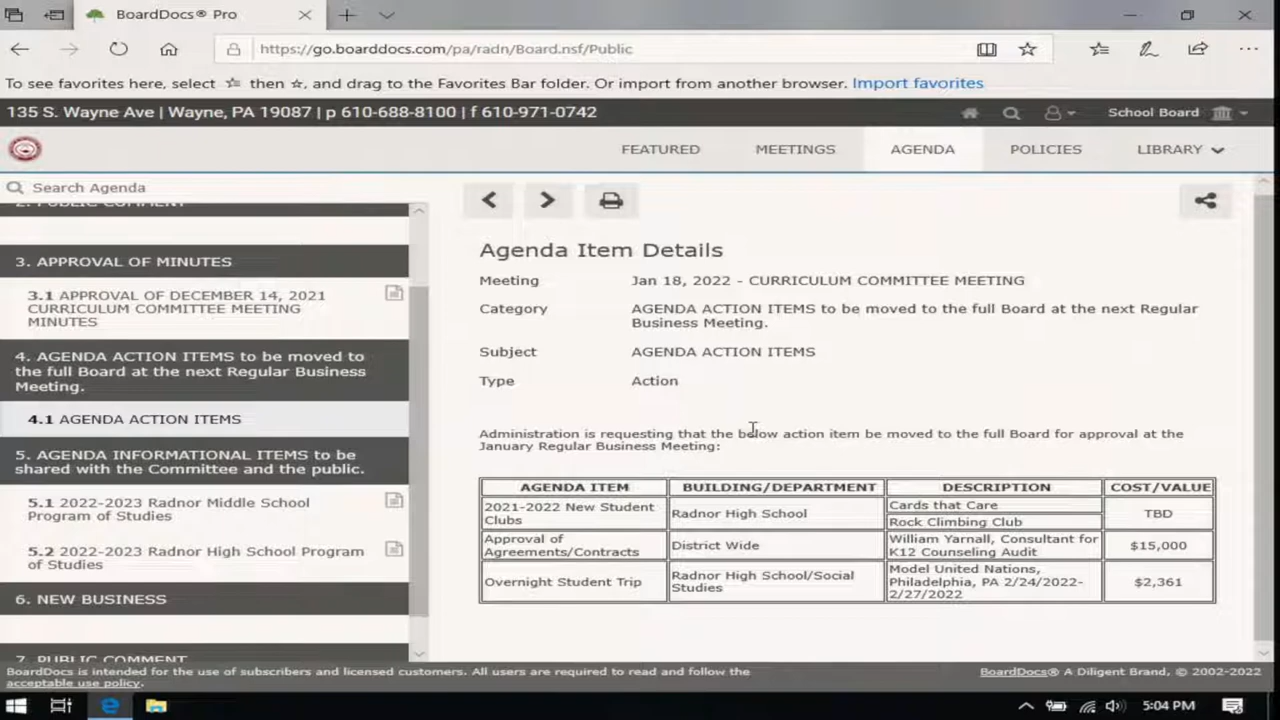 BoardDocs® Pro
https://go.boarddocs.com/pa/radn/Board.nsf/Public
To see favorites here, select then ☆, and drag to the Favorites Bar folder. Or import from another browser. Import favorites
135 S. Wayne Ave | Wayne, PA 19087 | p 610-688-8100 | f 610-971-0742
School Board
FEATURED MEETINGS AGENDA POLICIES LIBRARY
Search Agenda
2. PUBLIC COMMENT
3. APPROVAL OF MINUTES
3.1 APPROVAL OF DECEMBER 14, 2021
CURRICULUM COMMITTEE MEETING
MINUTES
4. AGENDA ACTION ITEMS to be moved to
the full Board at the next Regular Business
Meeting.
4.1 AGENDA ACTION ITEMS
5. AGENDA INFORMATIONAL ITEMS to be
shared with the Committee and the public.
5.1 2022-2023 Radnor Middle School
Program of Studies
5.2 2022-2023 Radnor High School Program
of Studies
6. NEW BUSINESS
7. PUBLIC COMMENT
Agenda Item Details
Meeting Jan 18, 2022 - CURRICULUM COMMITTEE MEETING
Category AGENDA ACTION ITEMS to be moved to the full Board at the next Regular
Business Meeting.
Subject AGENDA ACTION ITEMS
Type Action
Administration is requesting that the below action item be moved to the full Board for approval at the
January Regular Business Meeting:
AGENDA ITEM BUILDING/DEPARTMENT DESCRIPTION COST/VALUE
2021-2022 New Student
Clubs
Radnor High School
Cards that Care
Rock Climbing Club
TBD
Approval of
Agreements/Contracts
District Wide
William Yarnall, Consultant for
K12 Counseling Audit
$15,000
Overnight Student Trip
Radnor High School/Social
Studies
Model United Nations,
Philadelphia, PA 2/24/2022-
2/27/2022
$2,361
BoardDocs is intended for the use of subscribers and licensed customers. All users are required to read and follow the
acceptable use policy.
BoardDocs® A Diligent Brand, © 2002-2022
5:04 PM